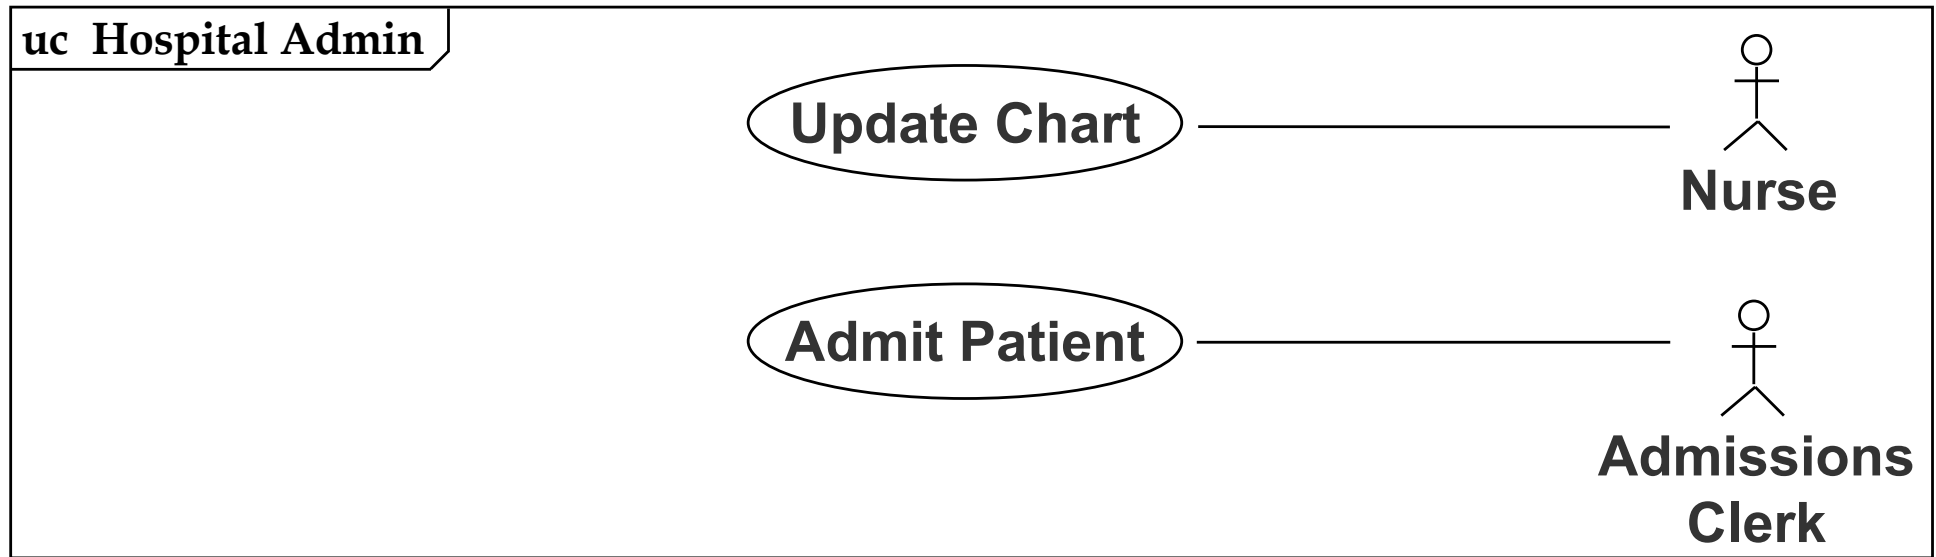 uc Hospital Admin
Update Chart
Nurse
Admit Patient
Admissions
Clerk